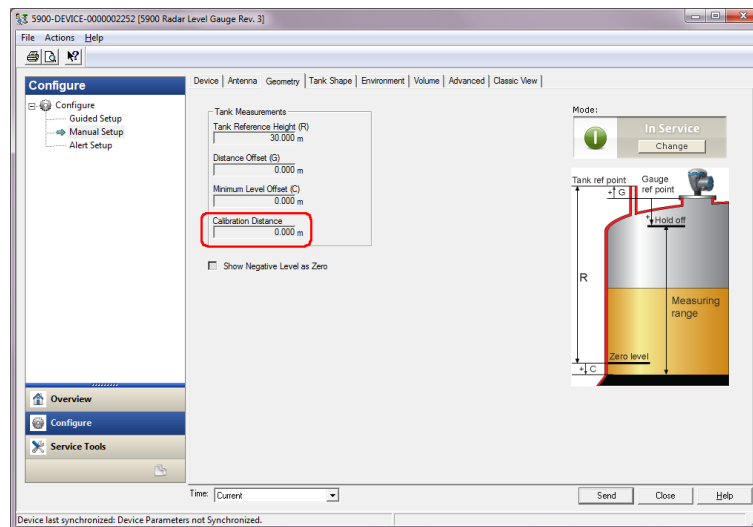 5900-DEVICE-0000002252 [5900 Radar Level Gauge Rev. 3]
File Actions Help
Configure
Configure
Guided Setup
Manual Setup
Alert Setup
Overview
Configure
Service Tools
Device Antenna Geometry Tank Shape Environment Volume Advanced Classic View
Tank Measurements
Tank Reference Height (R)
30.000 m
Distance Offset (G)
0.000 m
Minimum Level Offset (C)
0.000 m
Calibration Distance
0.000 m
Show Negative Level as Zero
Mode:
In Service
Change
Tank ref point
Gauge
ref point
+ G
+ Hold off
R
Measuring
range
Zero level
+ C
Time: Current
Send Close Help
Device last synchronized: Device Parameters not Synchronized.